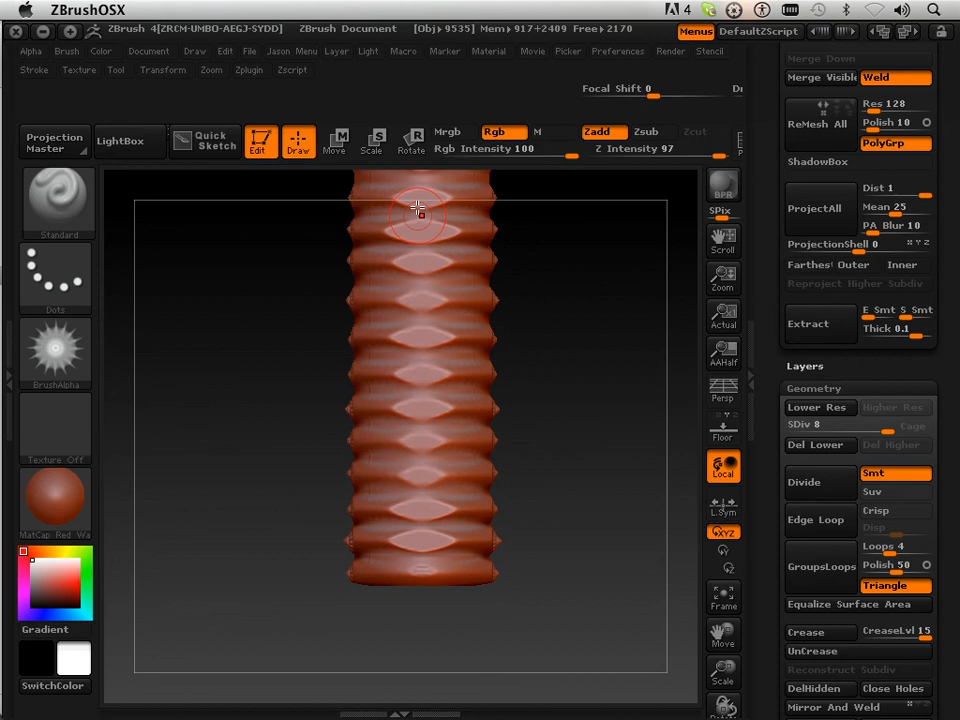 ZBrushOSX
4
ZBrush 4[ZRCM-UMBO-AEGJ-SYDD] ZBrush Document [Obj+ 9535] Mem+917+2409 Free+2170
Menus DefaultZScript
Alpha Brush Color Document Draw Edit File Jason Menu Layer Light Macro Marker Material Movie Picker Preferences Render Stencil
Stroke Texture Tool Transform Zoom Zplugin Zscript
Focal Shift 0
Projection Master
LightBox
Quick Sketch
Edit
Draw
Move
Scale
Rotate
Mrgb Rgb M
Rgb Intensity 100
Zadd Zsub Zcut
Z Intensity 97
Standard
Dots
BrushAlpha
Texture Off
MatCap Red Wa
Gradient
SwitchColor
BPR
SPix
Scroll
Zoom
Actual
AAHalf
Persp
Floor
Local
L.Sym
XYZ
Frame
Move
Scale
Merge Down
Merge Visible Weld
ReMesh All
Res 128
Polish 10
PolyGrp
ShadowBox
ProjectAll
Dist 1
Mean 25
PA Blur 10
ProjectionShell 0
Farthes Outer Inner
Reproject Higher Subdiv
Extract
E Smt S Smt
Thick 0.1
Layers
Geometry
Lower Res Higher Res
SDiv 8
Cage
Del Lower Del Higher
Divide
Smt
Suv
Edge Loop
Crisp
Disp
GroupsLoops
Loops 4
Polish 50
Triangle
Equalize Surface Area
Crease CreaseLvl 15
UnCrease
Reconstruct Subdiv
DelHidden Close Holes
Mirror And Weld